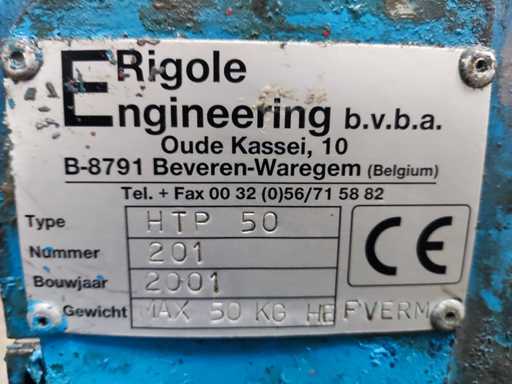 Rigole
Engineering b.v.b.a.
Oude Kassei, 10
B-8791 Beveren-Waregem (Belgium)
Tel. + Fax 00 32 (0)56/71 58 82
Type HTP 50
Nummer 201
Bouwjaar 2001
Gewicht MAX 50 KG HEFVERM
CE